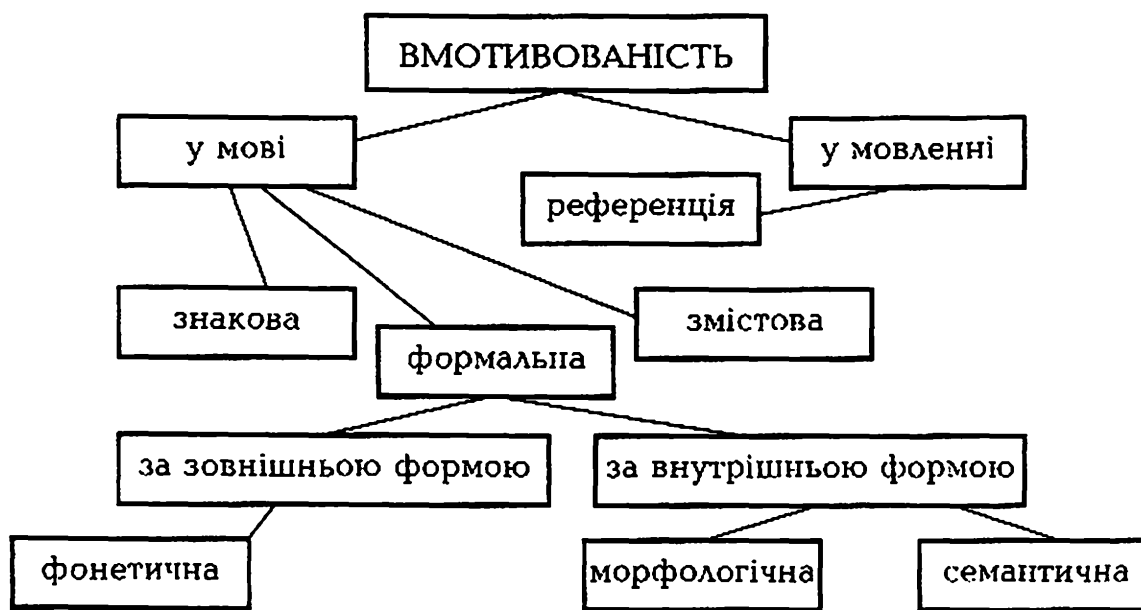 ВМОТИВОВАНІСТЬ
у мові
у мовленні
референція
знакова
змістова
формальна
за зовнішньою формою
за внутрішньою формою
фонетична
морфологічна
семантична